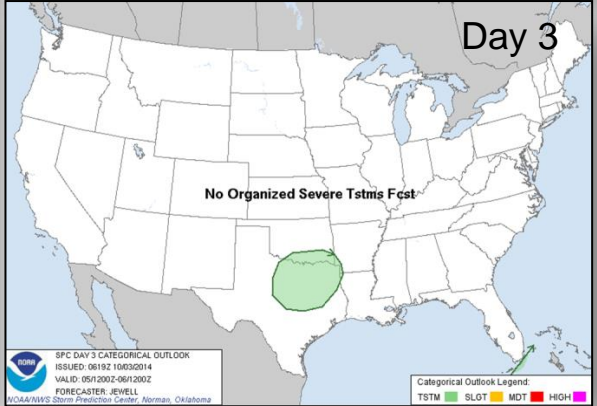 Day 3
No Organized Severe Tstms Fcst
NOAA
SPC DAY 3 CATEGORICAL OUTLOOK
ISSUED: 0619Z 10/03/2014
VALID: 05/1200Z-06/1200Z
FORECASTER: JEWELL
NOAA/NWS Storm Prediction Center, Norman, Oklahoma
Categorical Outlook Legend:
TSTM SLGT MDT HIGH